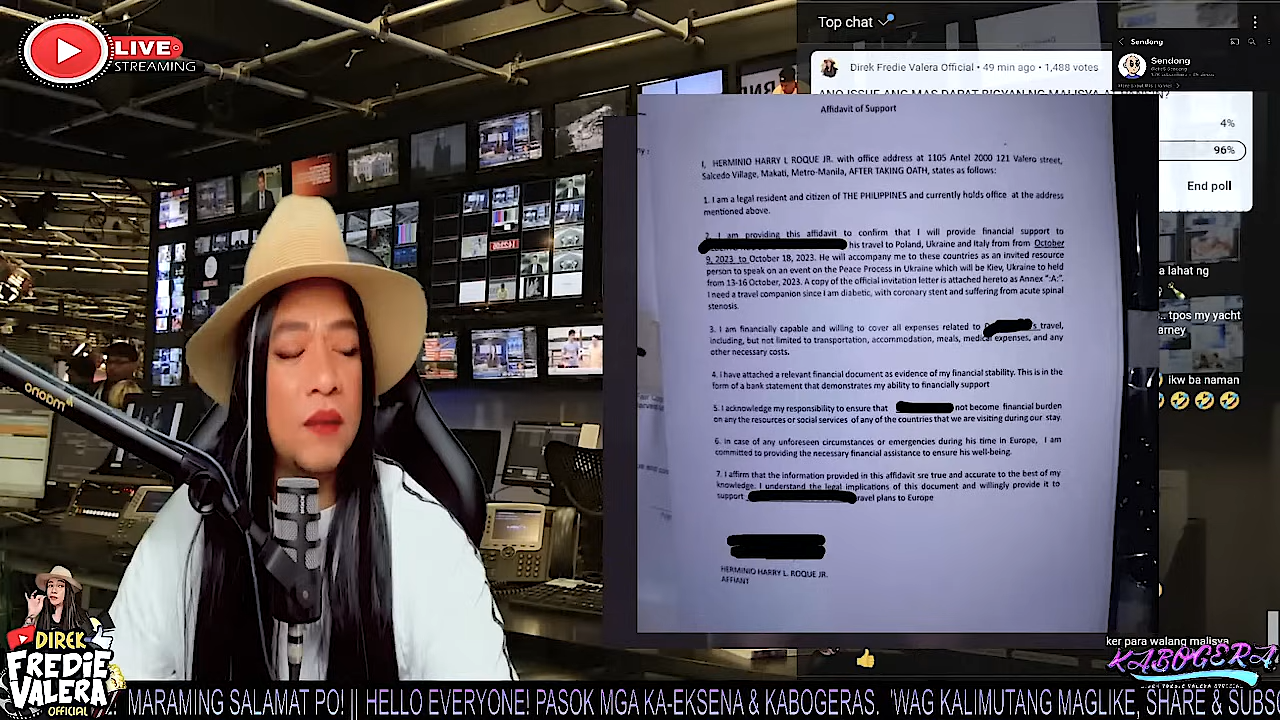 LIVE
STREAMING
Top chat
Direk Fredie Valera Official • 49 min ago • 1,488 votes
Sendong
Sendong
4%
96%
End poll
a lahat ng
.. tpos my yacht
arney
ikw ba naman
Affidavit of Support
I, HERMINIO HARRY L ROQUE JR. with office address at 1105 Antel 2000 121 Valero street,
Salcedo Village, Makati, Metro-Manila, AFTER TAKING OATH, states as follows:
1. I am a legal resident and citizen of THE PHILIPPINES and currently holds office at the address
mentioned above.
2. I am providing this affidavit to confirm that I will provide financial support to
his travel to Poland, Ukraine and Italy from from October
9, 2023 to October 18, 2023. He will accompany me to these countries as an invited resource
person to speak on an event on the Peace Process in Ukraine which will be Kiev, Ukraine to held
from 13-16 October, 2023. A copy of the official invitation letter is attached hereto as Annex ":A:".
I need a travel companion since I am diabetic, with coronary stent and suffering from acute spinal
stenosis.
3. I am financially capable and willing to cover all expenses related to 's travel,
including, but not limited to transportation, accommodation, meals, medical expenses, and any
other necessary costs.
4. I have attached a relevant financial document as evidence of my financial stability. This is in the
form of a bank statement that demonstrates my ability to financially support
5. I acknowledge my responsibility to ensure that not become financial burden
on any the resources or social services of any of the countries that we are visiting during our stay.
6. in case of any unforeseen circumstances or emergencies during his time in Europe, I am
committed to providing the necessary financial assistance to ensure his well-being.
7. I affirm that the information provided in this affidavit sre true and accurate to the best of my
knowledge. I understand the legal implications of this document and willingly provide it to
support ravel plans to Europe
HERMINIO HARRY L. ROQUE JR.
AFFIANT
maono
DIREK
FREDIE
VALERA
OFFICIAL
ker para walang malisya
KABOGERA
MARAMING SALAMAT PO! || HELLO EVERYONE! PASOK MGA KA-EKSENA & KABOGERAS. 'WAG KALIMUTANG MAGLIKE, SHARE & SUBS